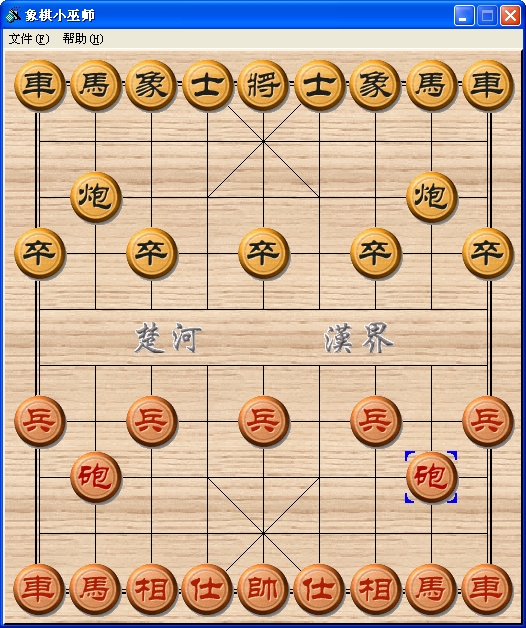 象棋小巫师
文件(F) 帮助(H)
車馬象士將士象馬車
炮 炮
卒 卒 卒 卒 卒
楚河 漢界
兵 兵 兵 兵 兵
砲 砲
車馬相仕帥仕相馬車